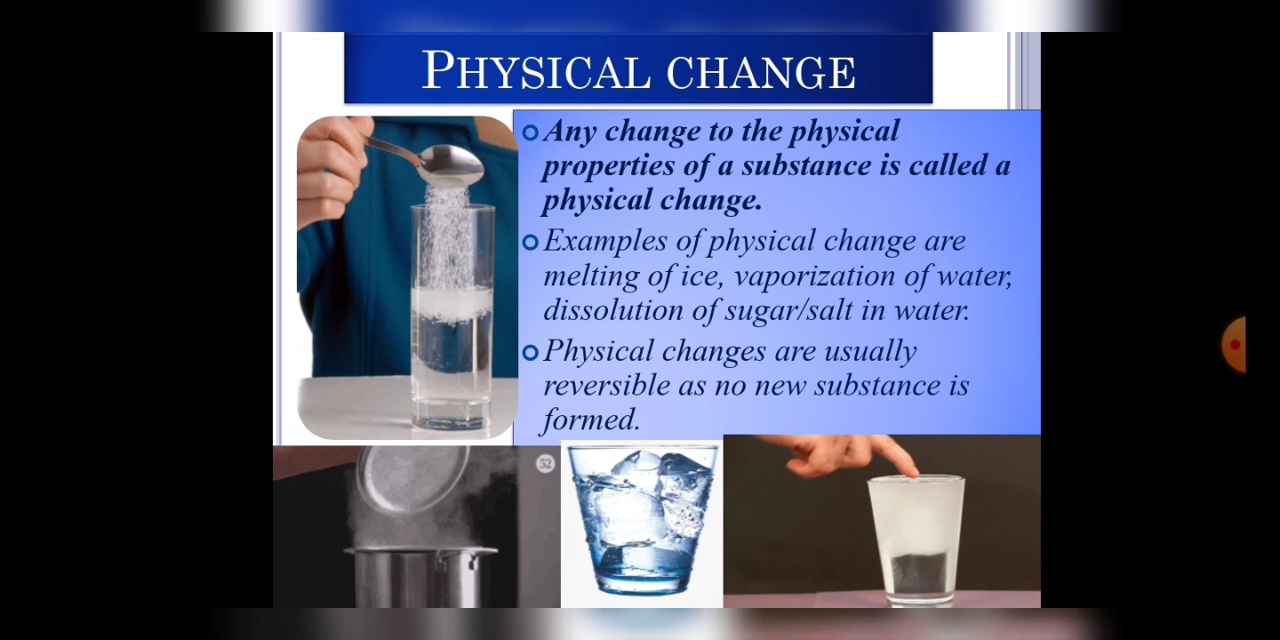 PHYSICAL CHANGE
Any change to the physical
properties of a substance is called a
physical change.
Examples of physical change are
melting of ice, vaporization of water,
dissolution of sugar/salt in water.
Physical changes are usually
reversible as no new substance is
formed.
52